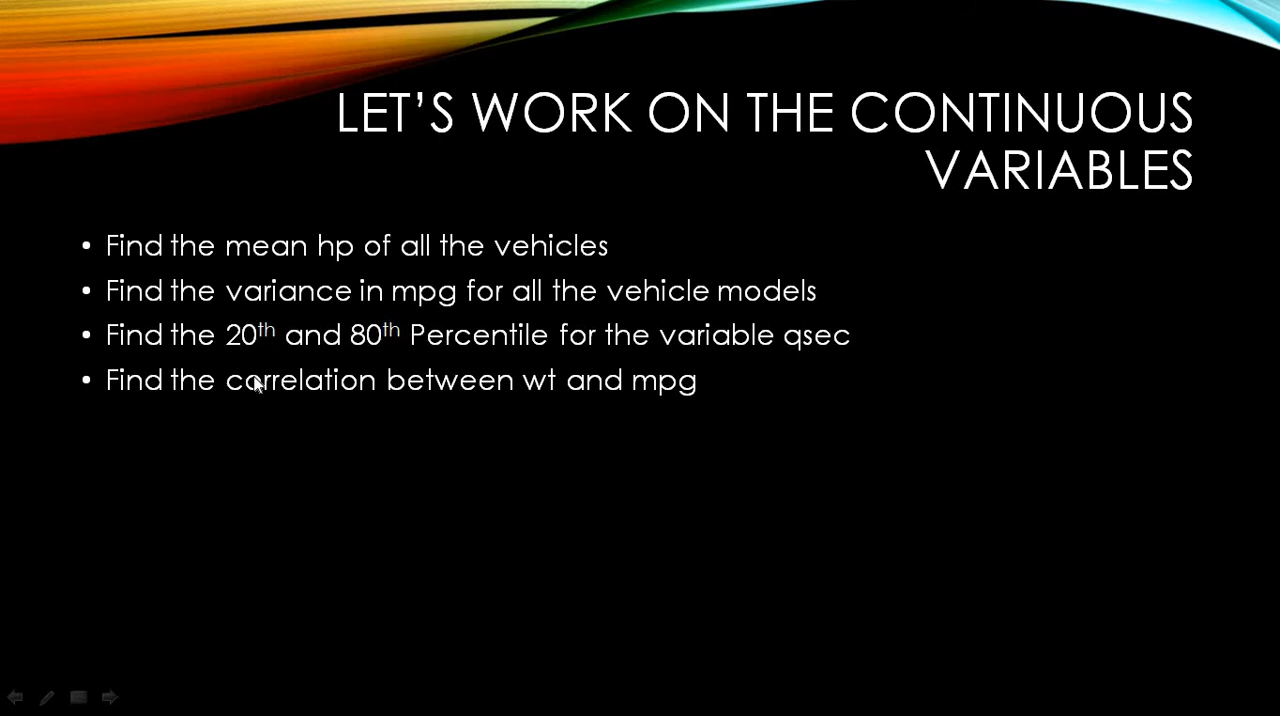 LET’S WORK ON THE CONTINUOUS
VARIABLES
• Find the mean hp of all the vehicles
• Find the variance in mpg for all the vehicle models
• Find the 20th and 80th Percentile for the variable qsec
• Find the correlation between wt and mpg